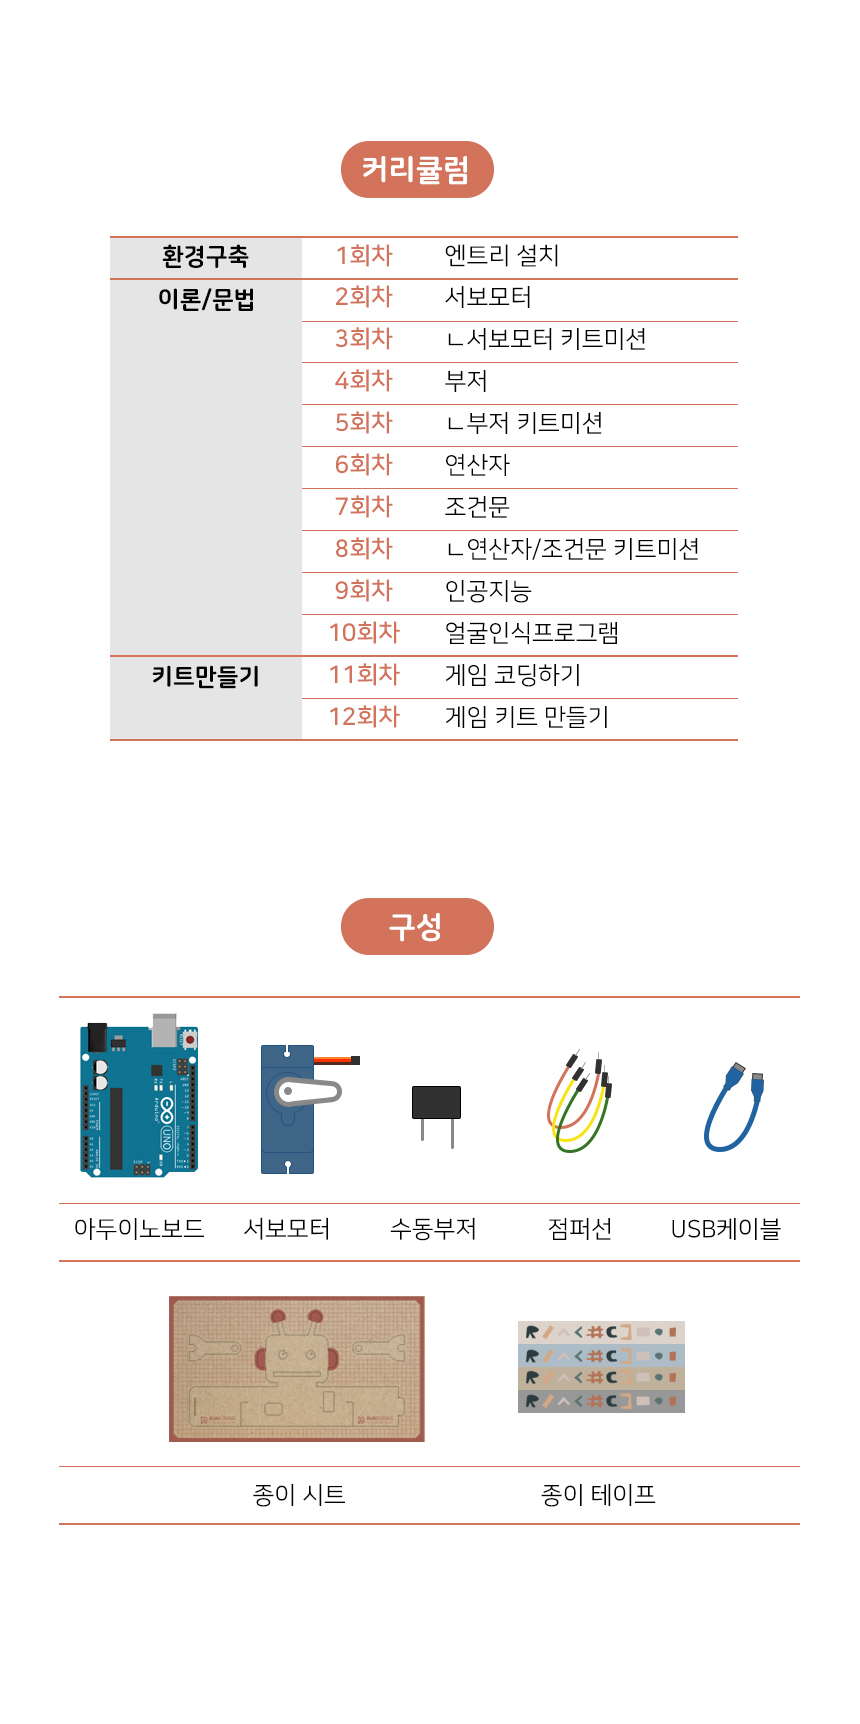 커리큘럼
환경구축 1회차 엔트리 설치
이론/문법 2회차 서보모터
3회차 ㄴ서보모터 키트미션
4회차 부저
5회차 ㄴ부저 키트미션
6회차 연산자
7회차 조건문
8회차 ㄴ연산자/조건문 키트미션
9회차 인공지능
10회차 얼굴인식프로그램
키트만들기 11회차 게임 코딩하기
12회차 게임 키트 만들기
구성
UNO
아두이노보드 서보모터 수동부저 점퍼선 USB케이블
종이 시트 종이 테이프